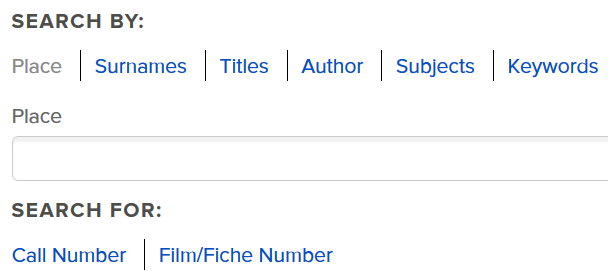 SEARCH BY:
Place Surnames Titles Author Subjects Keywords
Place
SEARCH FOR:
Call Number Film/Fiche Number